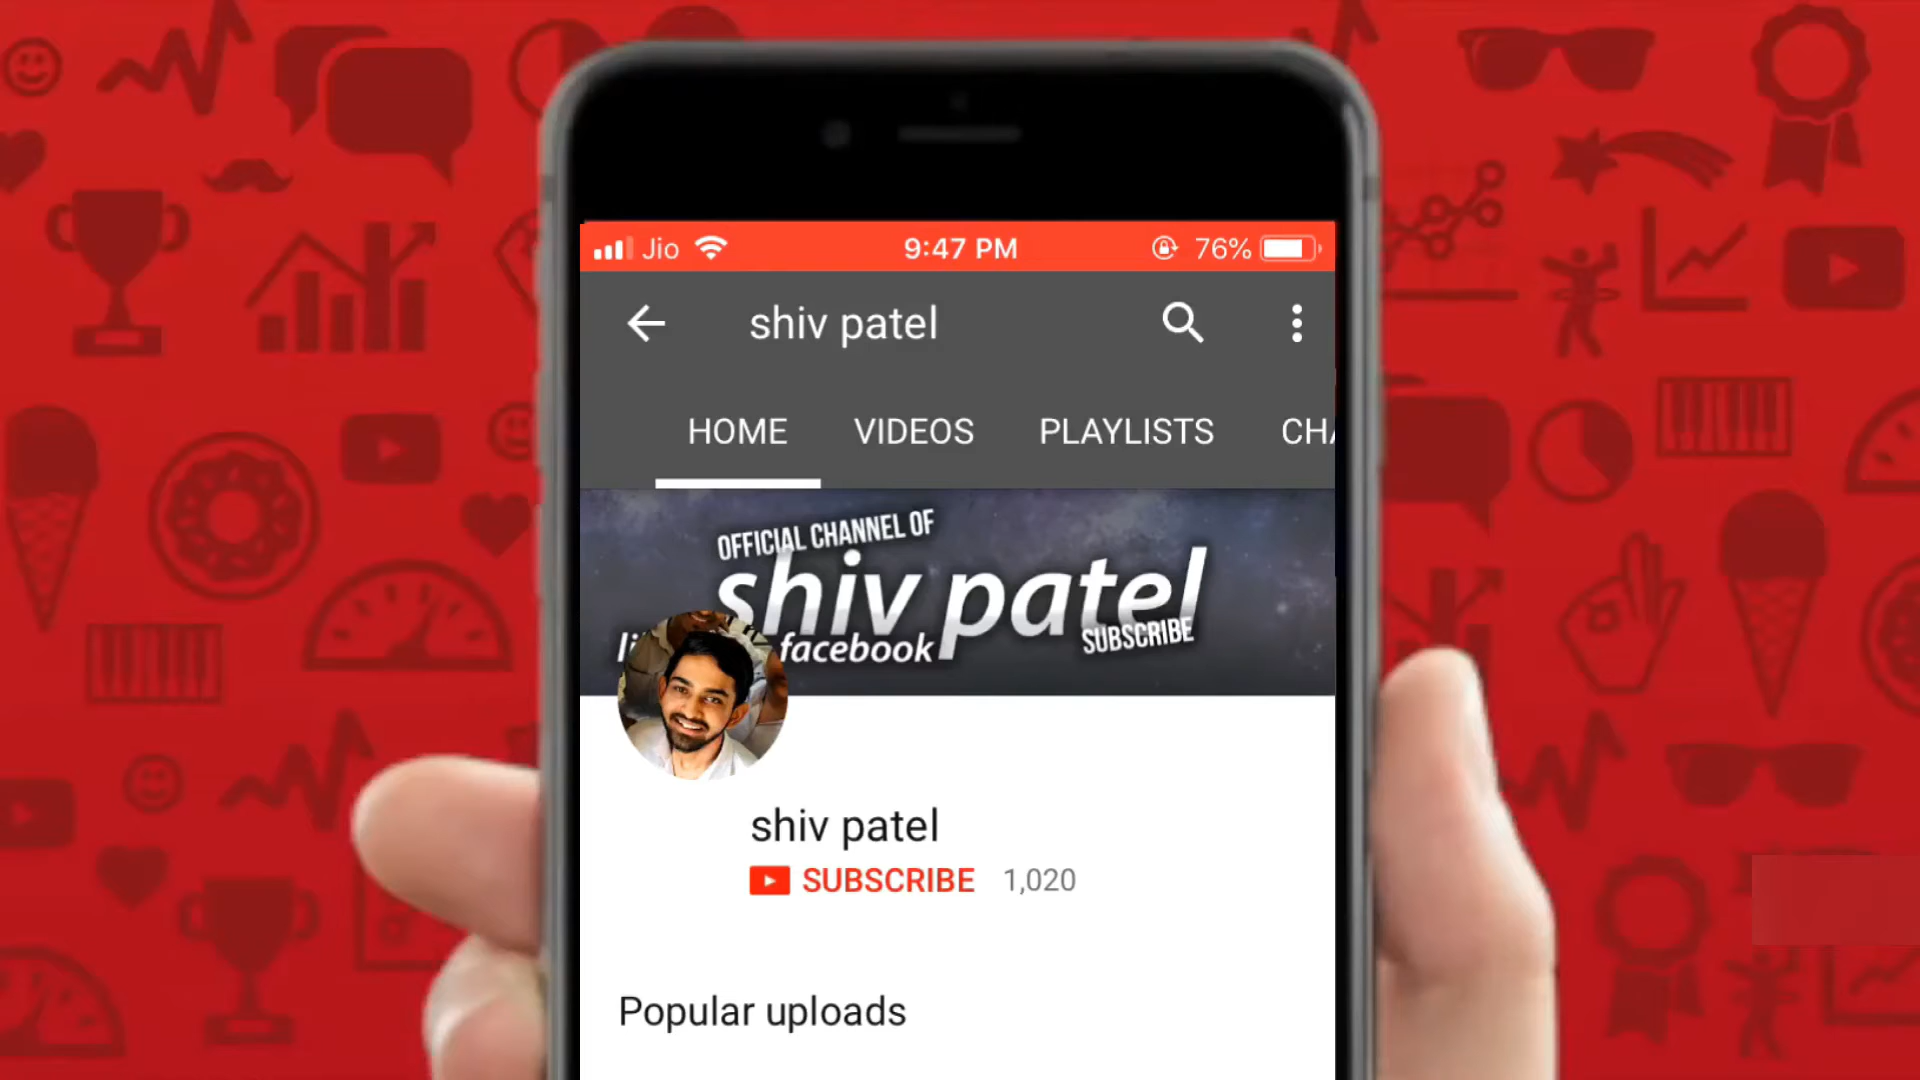 Jio 9:47 PM 76%
shiv patel
HOME VIDEOS PLAYLISTS CHA
OFFICIAL CHANNEL OF
shiv patel
facebook SUBSCRIBE
shiv patel
SUBSCRIBE 1,020
Popular uploads